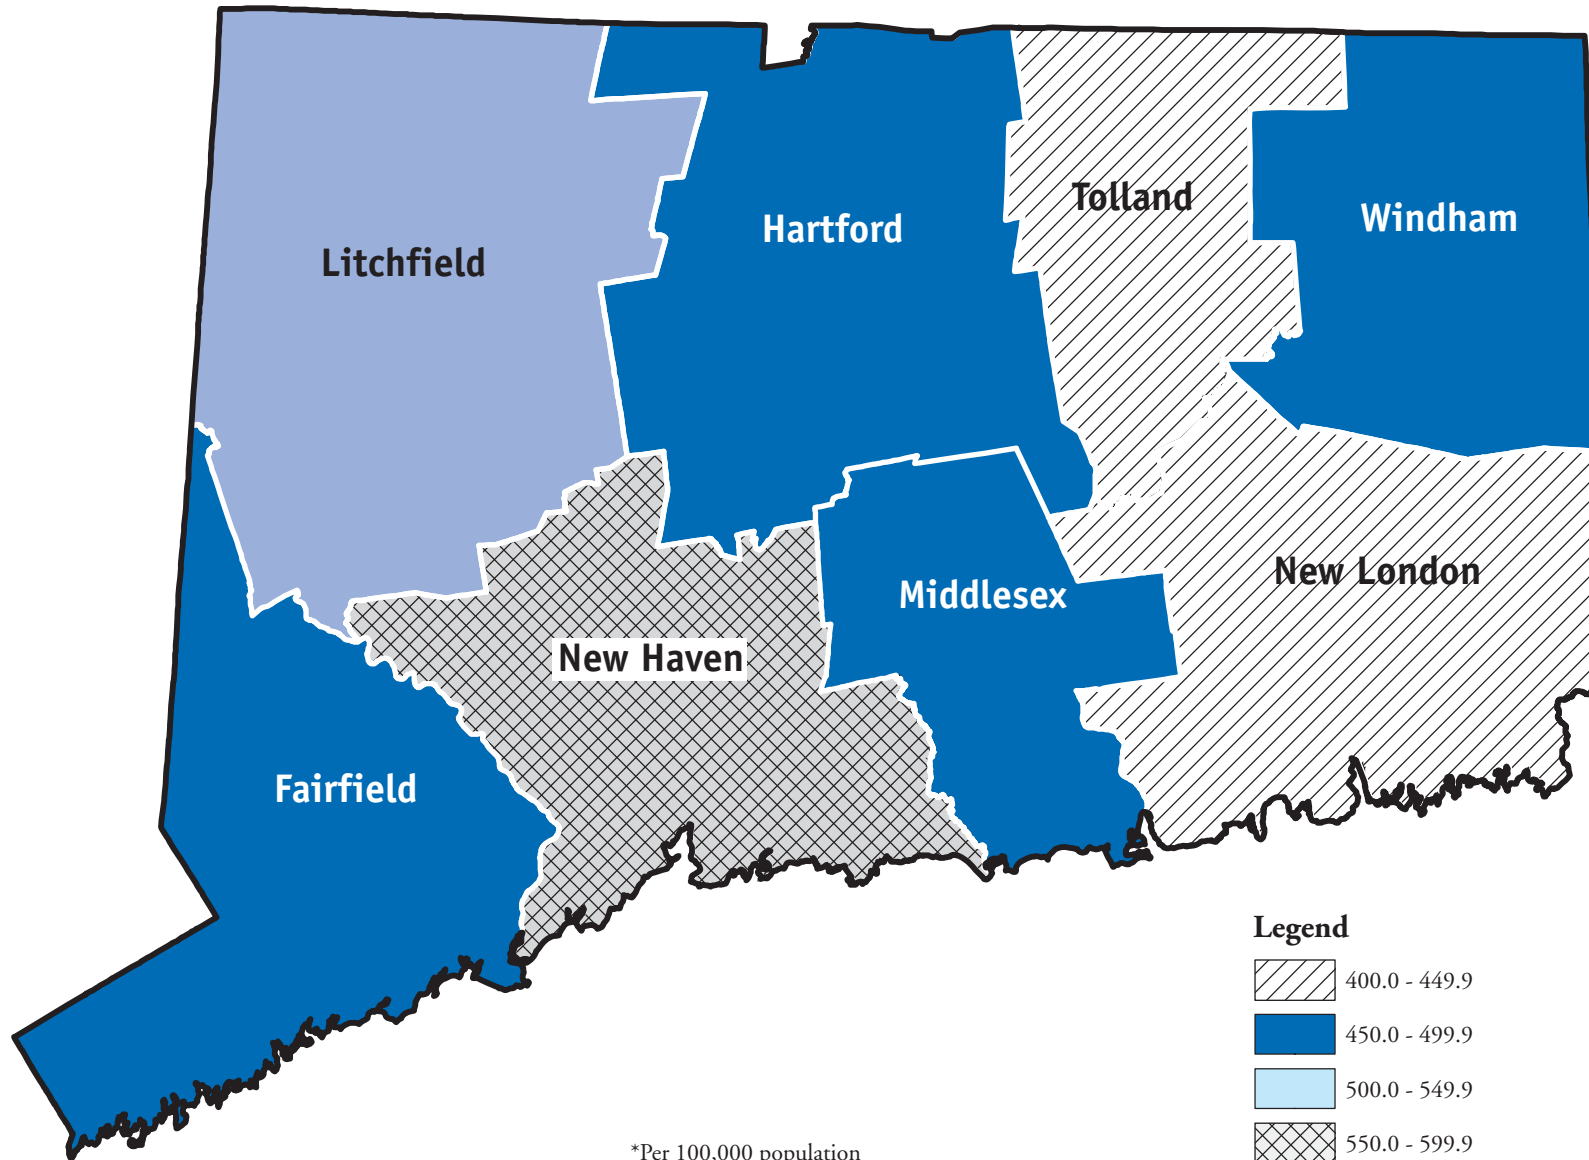 Tolland
Windham
Hartford
Litchfield
New London
Middlesex
New Haven
Fairfield
Legend
400.0 - 449.9
450.0 - 499.9
500.0 - 549.9
550.0 - 599.9
*Per 100,000 population